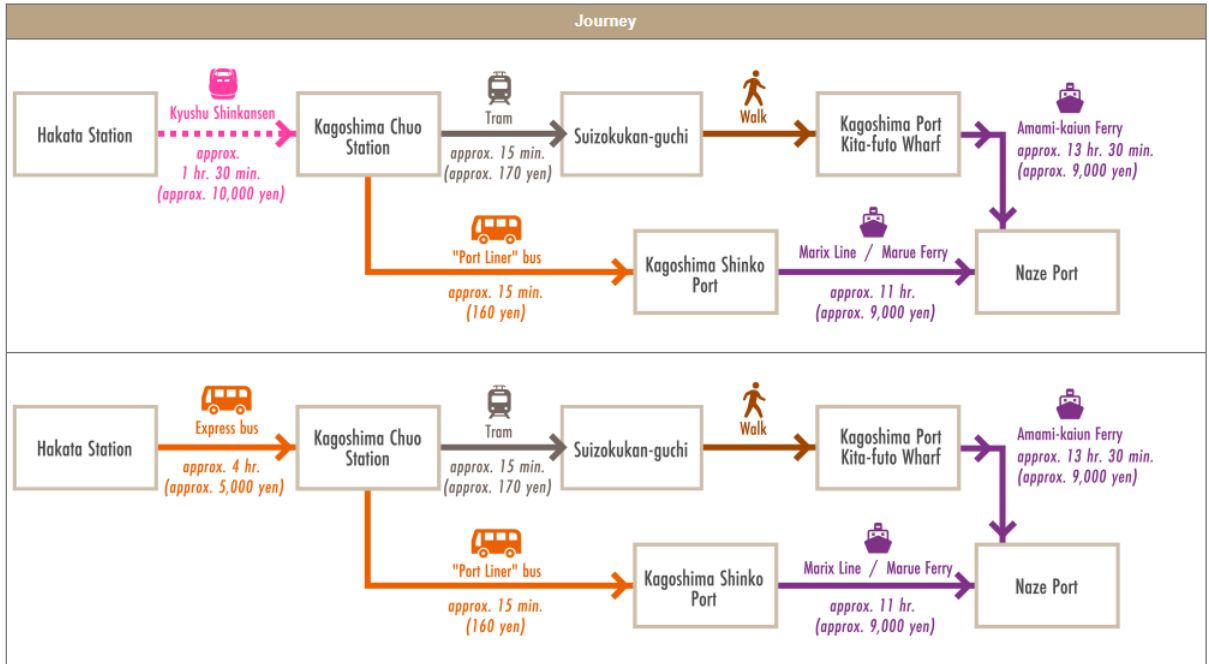 Journey
Kyushu Shinkansen
Tram
Walk
Amami-kaiun Ferry
Hakata Station
Kagoshima Chuo
Station
Suizokukan-guchi
Kagoshima Port
Kita-futo Wharf
approx.
1 hr. 30 min.
(approx. 10,000 yen)
approx. 15 min.
(approx. 170 yen)
approx. 13 hr. 30 min.
(approx. 9,000 yen)
"Port Liner" bus
approx. 15 min.
(160 yen)
Kagoshima Shinko
Port
Marix Line / Marue Ferry
approx. 11 hr.
(approx. 9,000 yen)
Naze Port
Express bus
Tram
Walk
Amami-kaiun Ferry
Hakata Station
Kagoshima Chuo
Station
Suizokukan-guchi
Kagoshima Port
Kita-futo Wharf
approx. 4 hr.
(approx. 5,000 yen)
approx. 15 min.
(approx. 170 yen)
approx. 13 hr. 30 min.
(approx. 9,000 yen)
"Port Liner" bus
approx. 15 min.
(160 yen)
Kagoshima Shinko
Port
Marix Line / Marue Ferry
approx. 11 hr.
(approx. 9,000 yen)
Naze Port